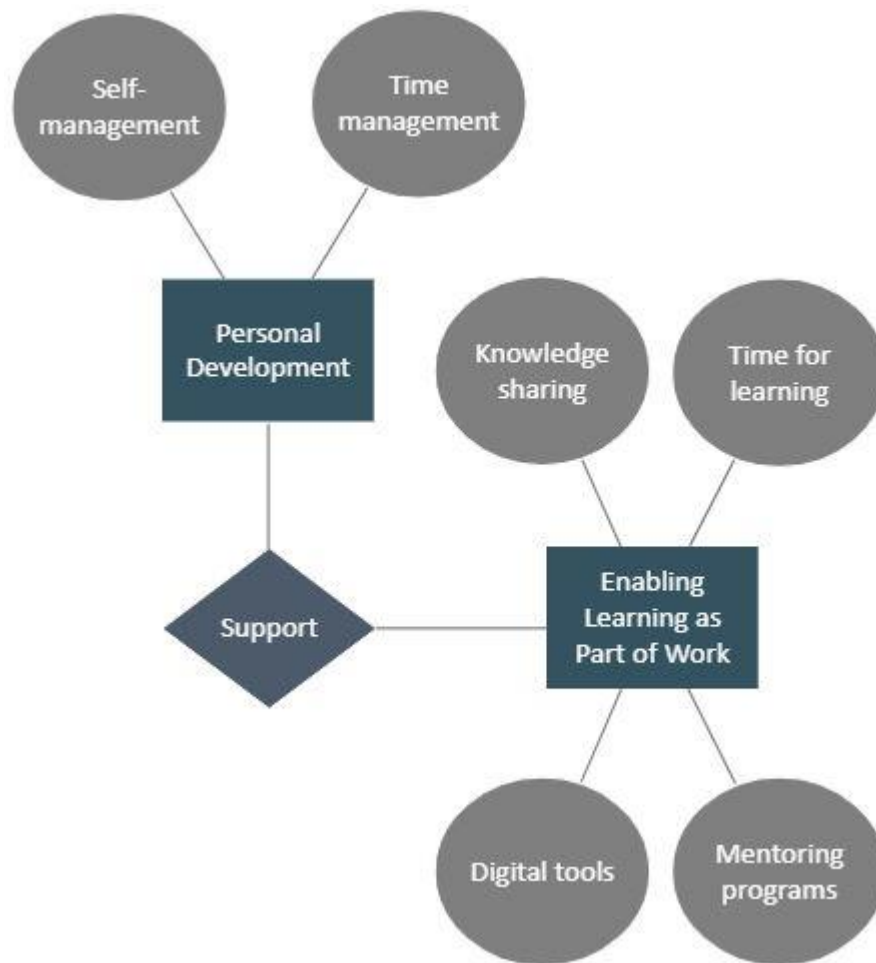 Self-
management
Time
management
Personal
Development
Knowledge
sharing
Time for
learning
Support
Enabling
Learning as
Part of Work
Digital tools
Mentoring
programs